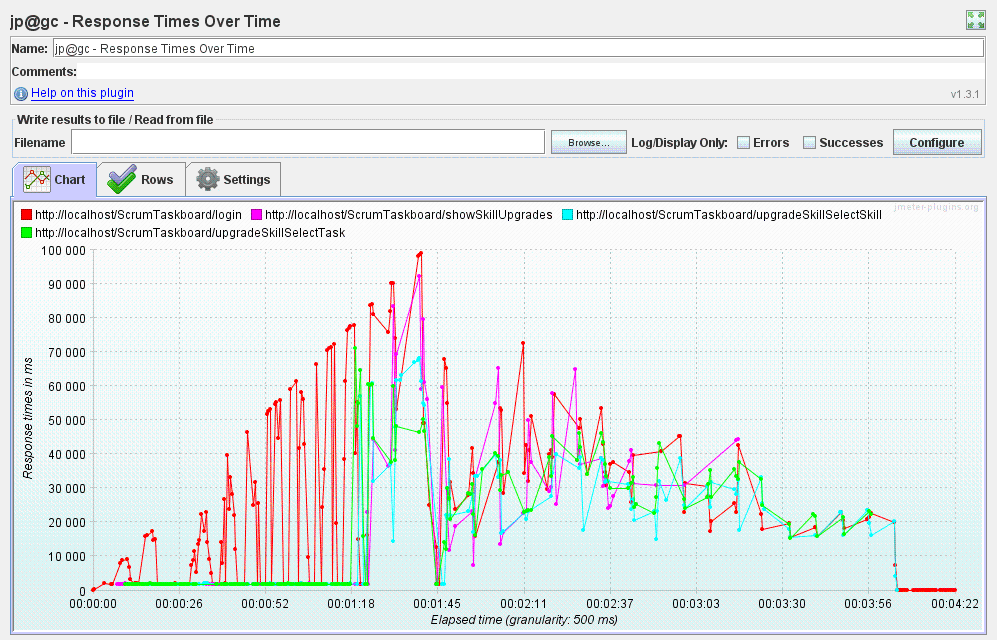 jp@gc - Response Times Over Time
Name: jp@gc - Response Times Over Time
Comments:
Help on this plugin
v1.3.1
Write results to file / Read from file
Filename Browse... Log/Display Only: Errors Successes Configure
Chart Rows Settings
jmeter-plugins.org
http://localhost/ScrumTaskboard/login http://localhost/ScrumTaskboard/showSkillUpgrades http://localhost/ScrumTaskboard/upgradeSkillSelectSkill
http://localhost/ScrumTaskboard/upgradeSkillSelectTask
100 000
90 000
80 000
70 000
60 000
50 000
40 000
30 000
20 000
10 000
0
Response times in ms
00:00:00 00:00:26 00:00:52 00:01:18 00:01:45 00:02:11 00:02:37 00:03:03 00:03:30 00:03:56 00:04:22
Elapsed time (granularity: 500 ms)